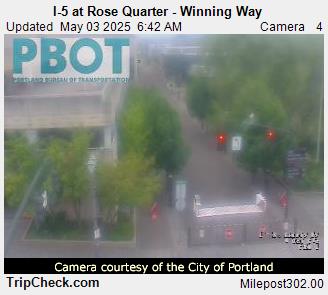 I-5 at Rose Quarter - Winning Way
Updated May 03 2025 6:42 AM Camera 4
PBOT
PORTLAND BUREAU OF TRANSPORTATION
Camera courtesy of the City of Portland
TripCheck.com Milepost302.00